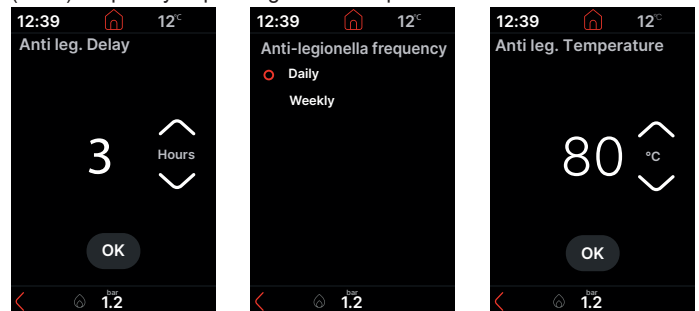 12:39 12°C
Anti leg. Delay
3 Hours
OK
bar
1.2
12:39 12°C
Anti-legionella frequency
Daily
Weekly
bar
1.2
12:39 12°C
Anti leg. Temperature
80 °C
OK
bar
1.2